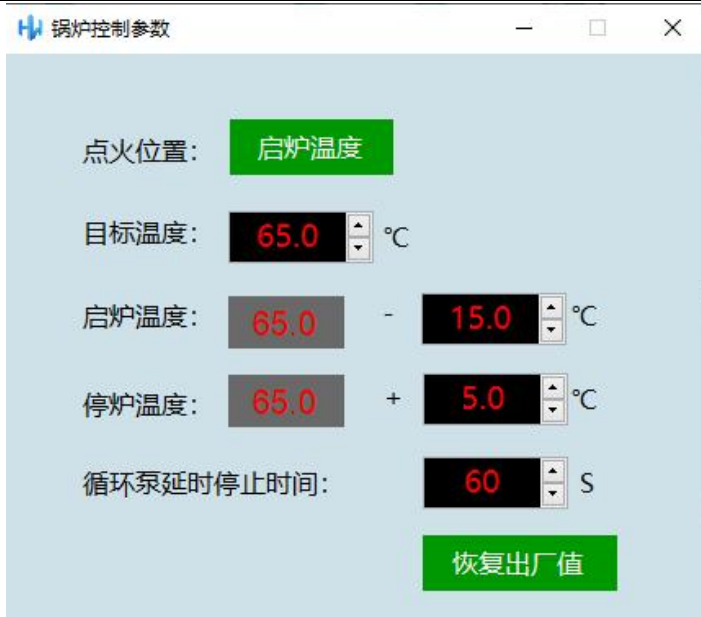 锅炉控制参数
点火位置： 启炉温度
目标温度： 65.0 ℃
启炉温度： 65.0 - 15.0 ℃
停炉温度： 65.0 + 5.0 ℃
循环泵延时停止时间： 60 S
恢复出厂值